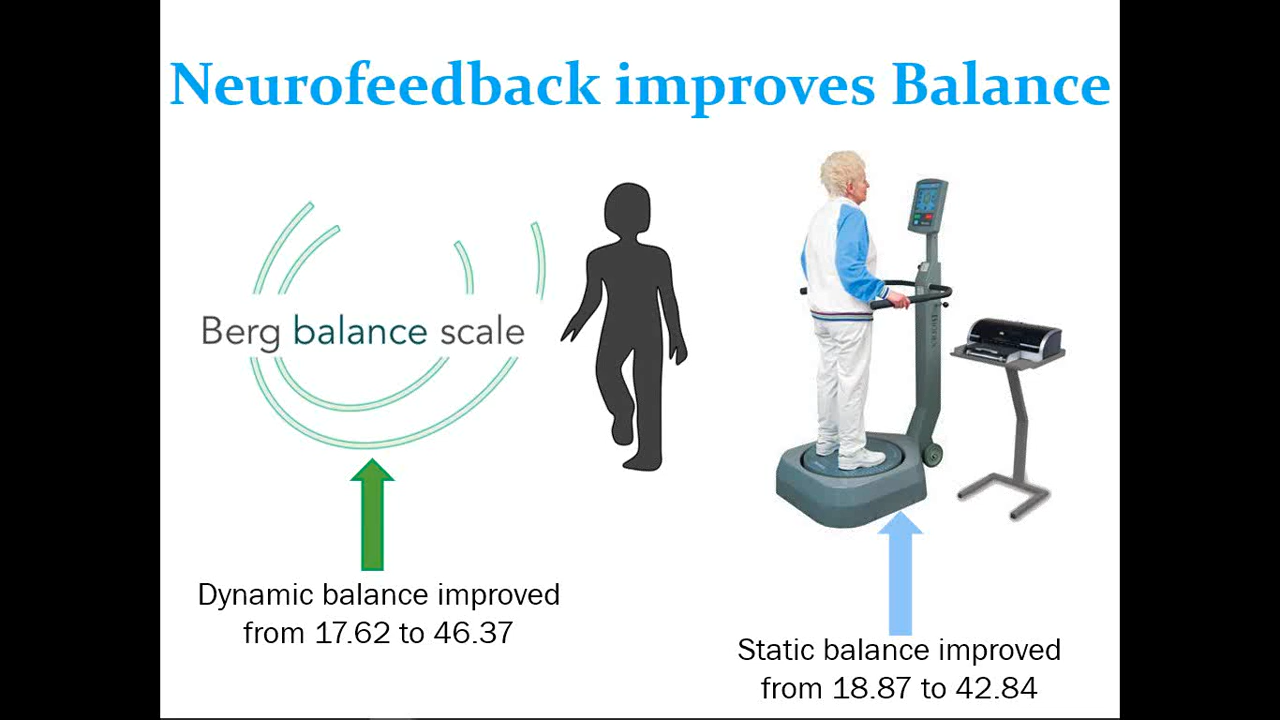 Neurofeedback improves Balance
Berg balance scale
Dynamic balance improved
from 17.62 to 46.37
Static balance improved
from 18.87 to 42.84